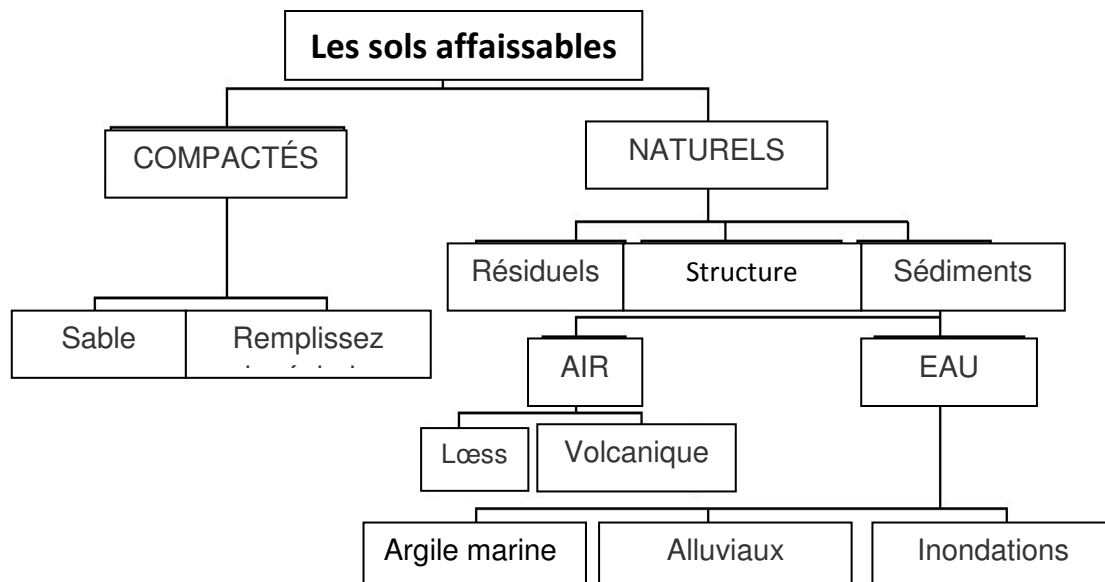 Les sols affaissables
COMPACTÉS
NATURELS
Résiduels
Structure
Sédiments
Sable
Remplissez
AIR
EAU
Lœss
Volcanique
Argile marine
Alluviaux
Inondations